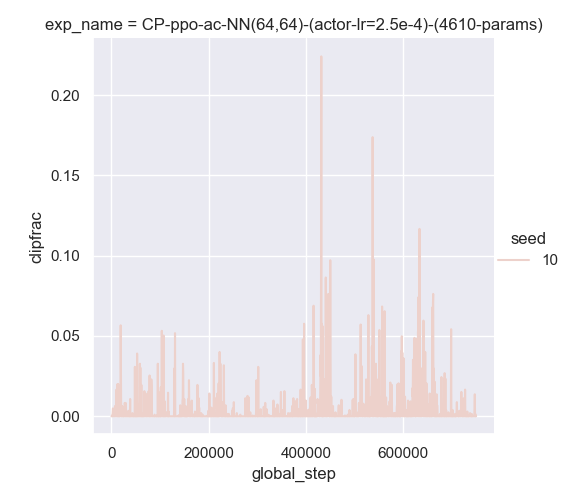 exp_name = CP-ppo-ac-NN(64,64)-(actor-lr=2.5e-4)-(4610-params)
0.20
0.15
0.10
0.05
0.00
clipfrac
0
200000
400000
600000
global_step
seed
10